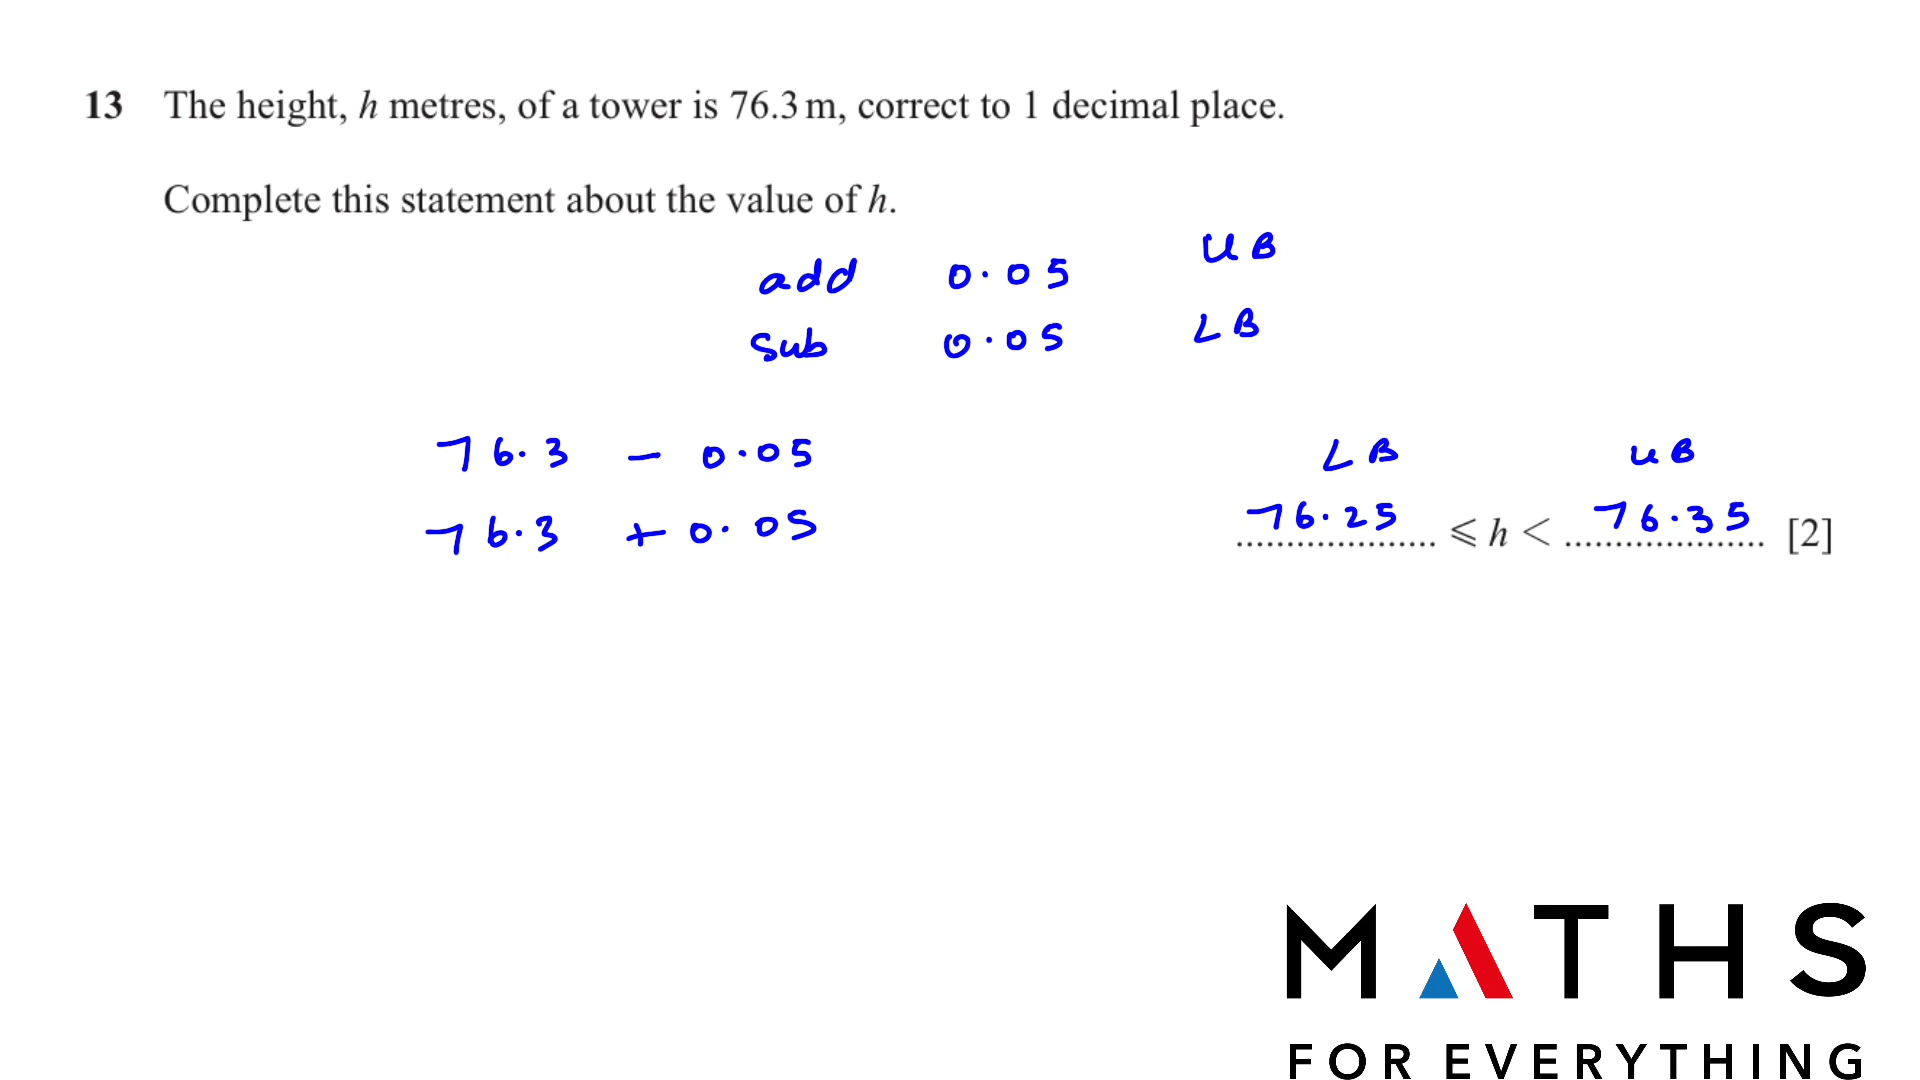 13 The height, h metres, of a tower is 76.3 m, correct to 1 decimal place.
Complete this statement about the value of h.
add 0.05 UB
Sub 0.05 LB
76.3 - 0.05
76.3 + 0.05
LB UB
76.25 ⩽ h < 76.35 [2]
MATHS
FOR EVERYTHING